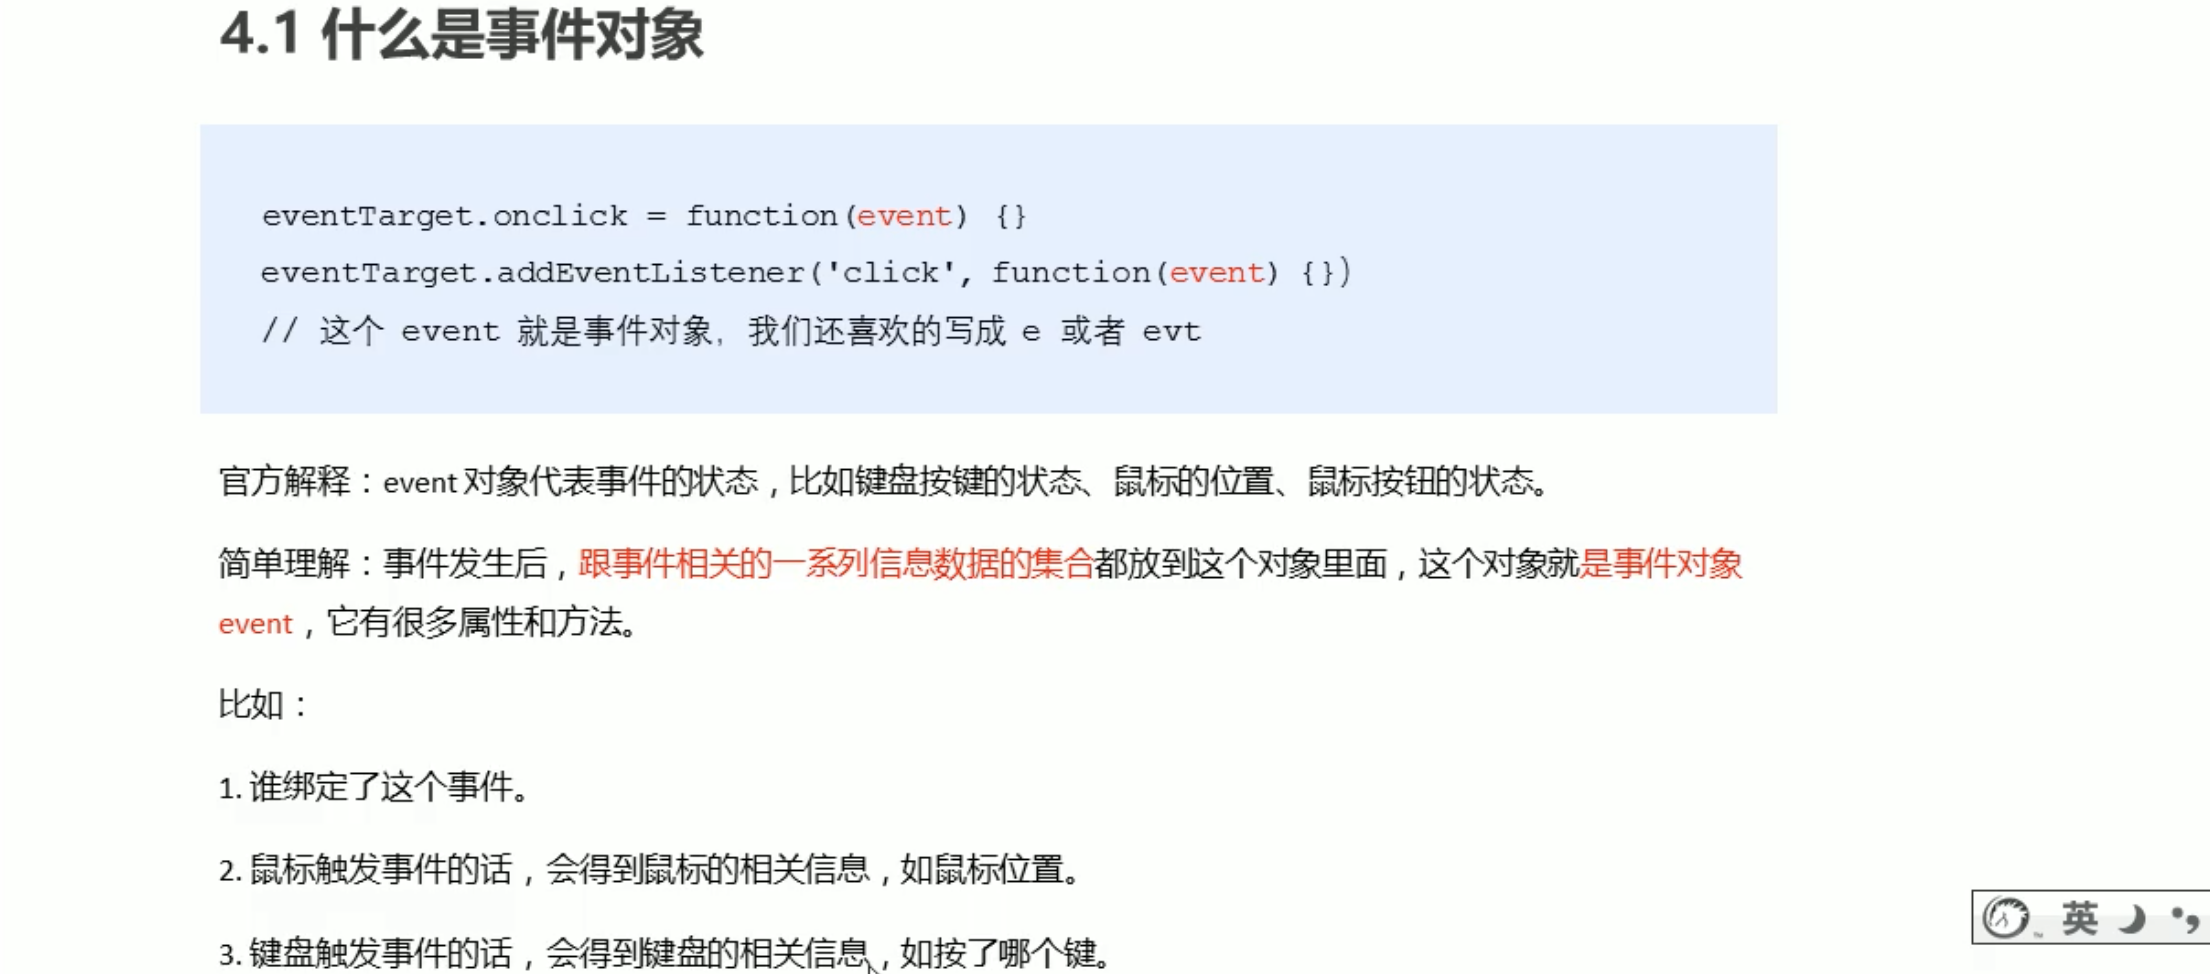 4.1 什么是事件对象
eventTarget.onclick = function(event) {}
eventTarget.addEventListener('click', function(event) {})
// 这个 event 就是事件对象，我们还喜欢的写成 e 或者 evt
官方解释：event 对象代表事件的状态，比如键盘按键的状态、鼠标的位置、鼠标按钮的状态。
简单理解：事件发生后，跟事件相关的一系列信息数据的集合都放到这个对象里面，这个对象就是事件对象
event，它有很多属性和方法。
比如：
1. 谁绑定了这个事件。
2. 鼠标触发事件的话，会得到鼠标的相关信息，如鼠标位置。
3. 键盘触发事件的话，会得到键盘的相关信息，如按了哪个键。
英